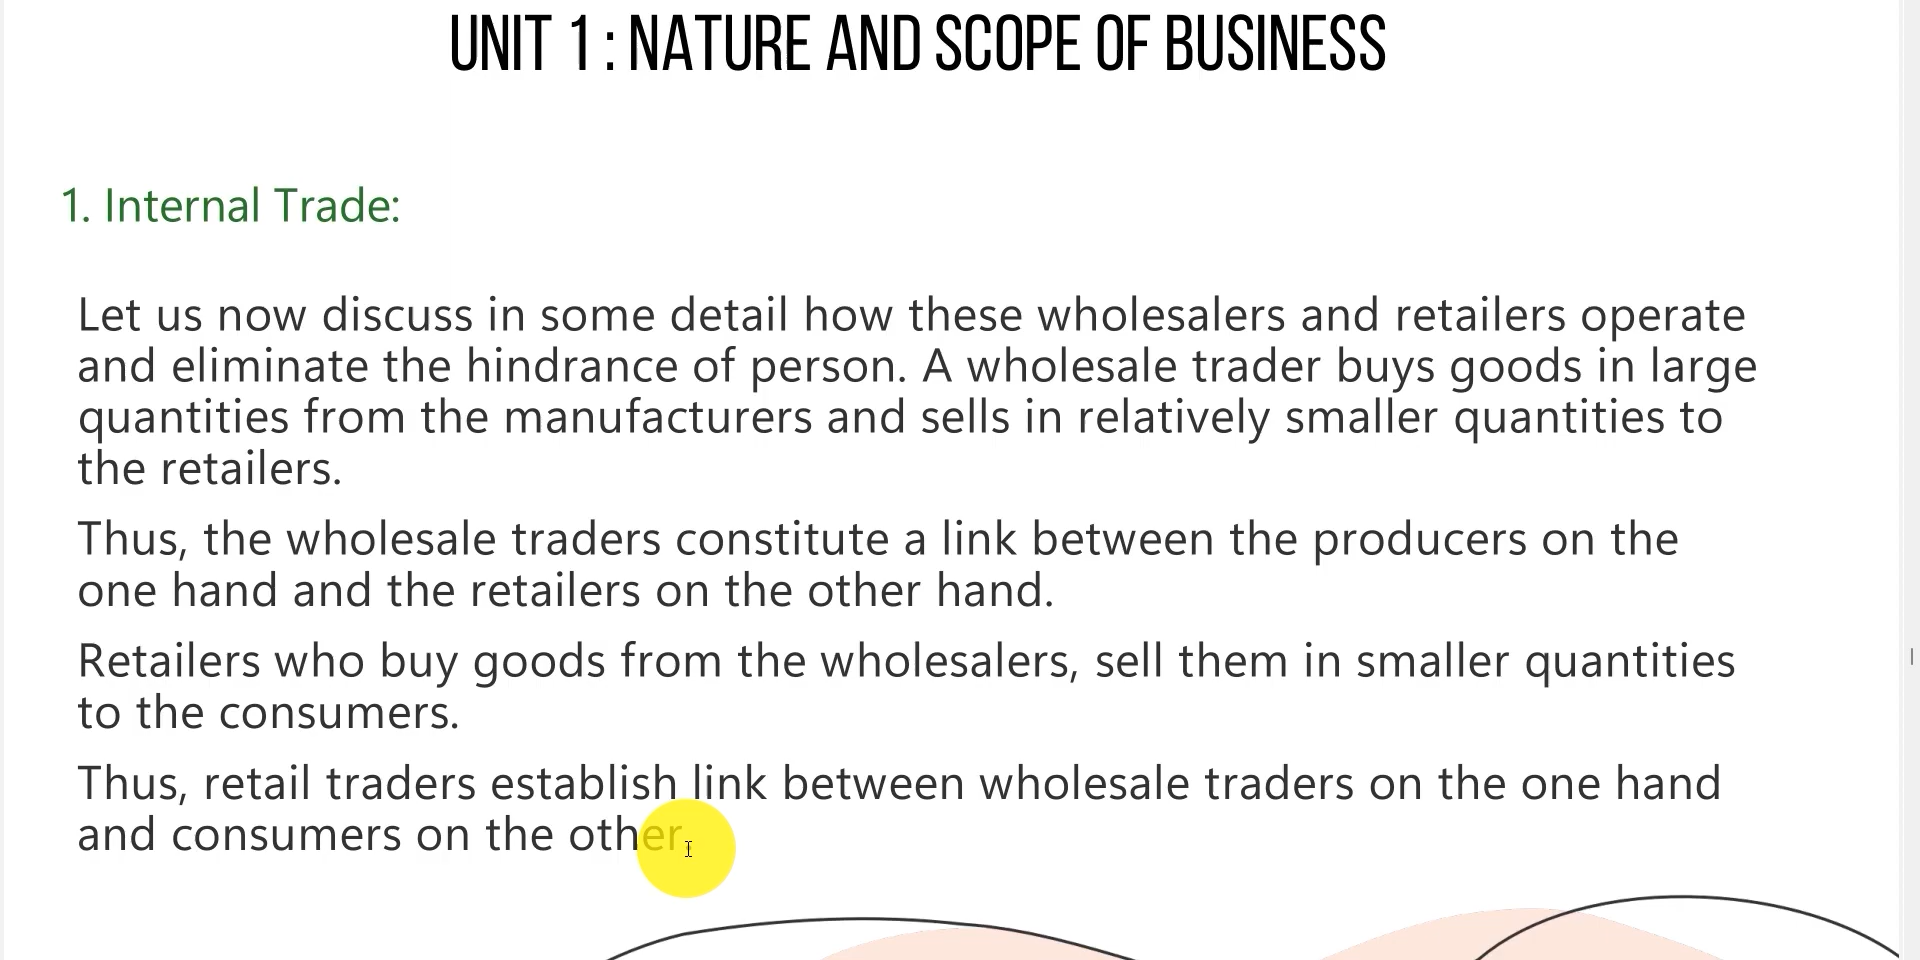 UNIT 1 : NATURE AND SCOPE OF BUSINESS
1. Internal Trade:
Let us now discuss in some detail how these wholesalers and retailers operate
and eliminate the hindrance of person. A wholesale trader buys goods in large
quantities from the manufacturers and sells in relatively smaller quantities to
the retailers.
Thus, the wholesale traders constitute a link between the producers on the
one hand and the retailers on the other hand.
Retailers who buy goods from the wholesalers, sell them in smaller quantities
to the consumers.
Thus, retail traders establish link between wholesale traders on the one hand
and consumers on the other.